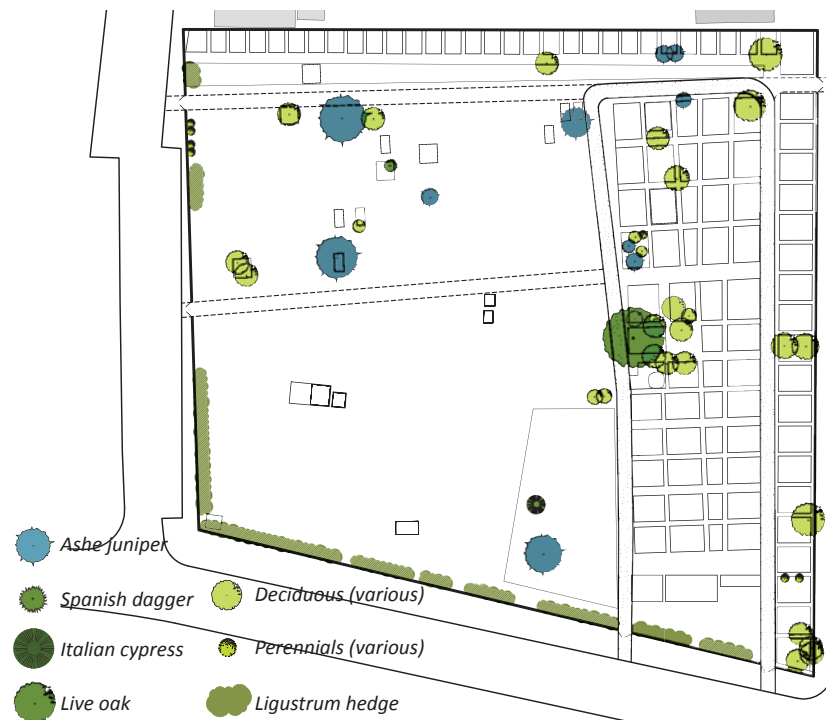 Ashe juniper
Spanish dagger
Deciduous (various)
Italian cypress
Perennials (various)
Live oak
Ligustrum hedge